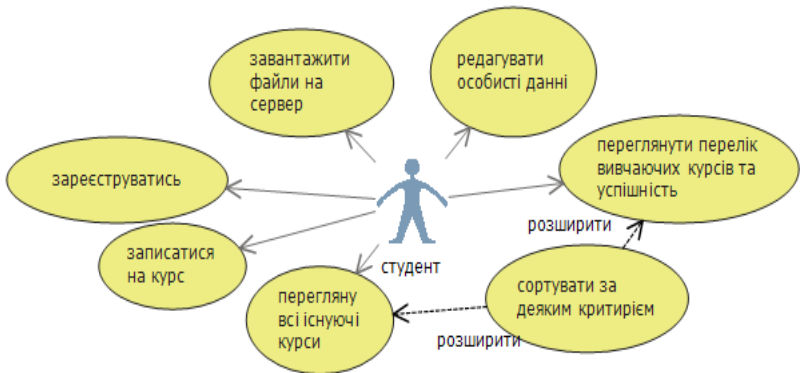 завантажити
файли на
сервер
редагувати
особисті данні
зареєструватись
переглянути перелік
вивчаючих курсів та
успішність
записатися
на курс
студент
розширити
перегляну
всі існуючі
курси
сортувати за
деяким критирієм
розширити